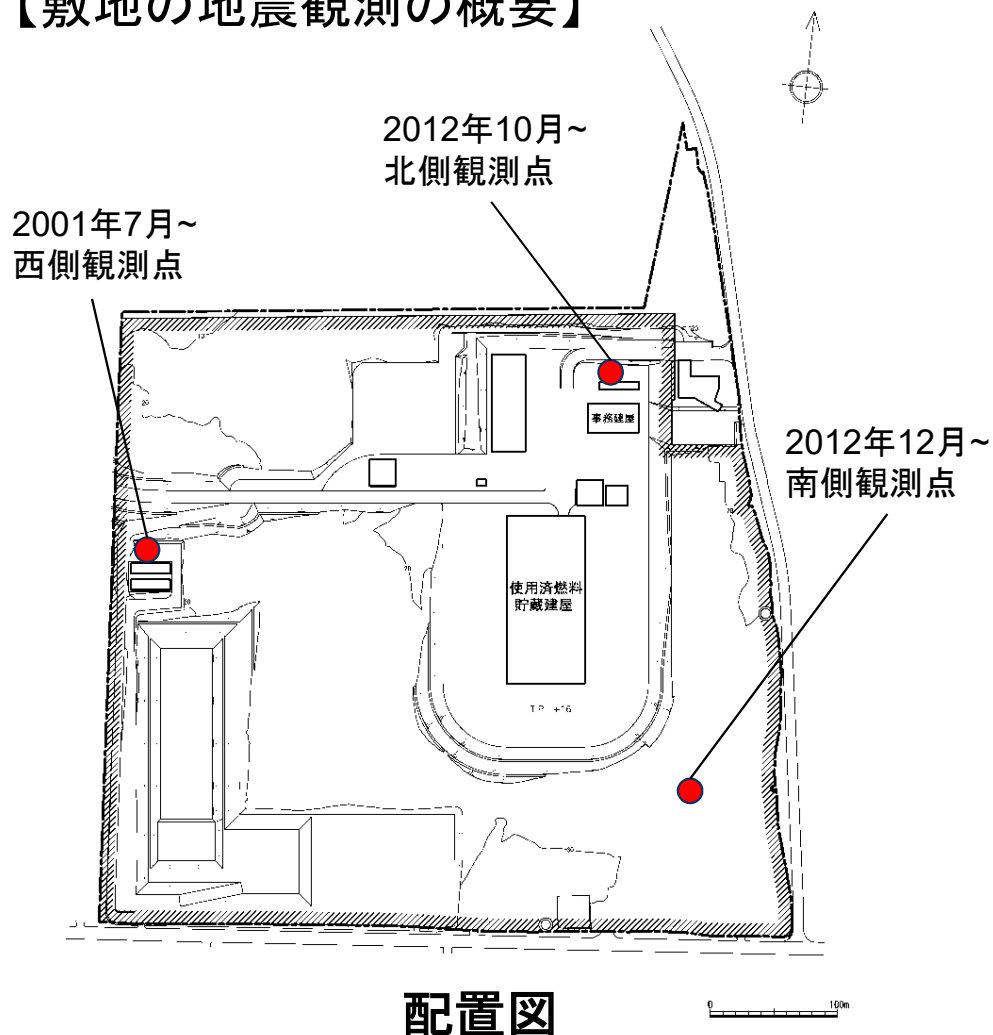 【敷地の地震観測の概要】
2012年10月~
北側観測点
2001年7月~
西側観測点
事務建屋
2012年12月~
南側観測点
使用済燃料
貯蔵建屋
T.P. +16
配置図
0 100m